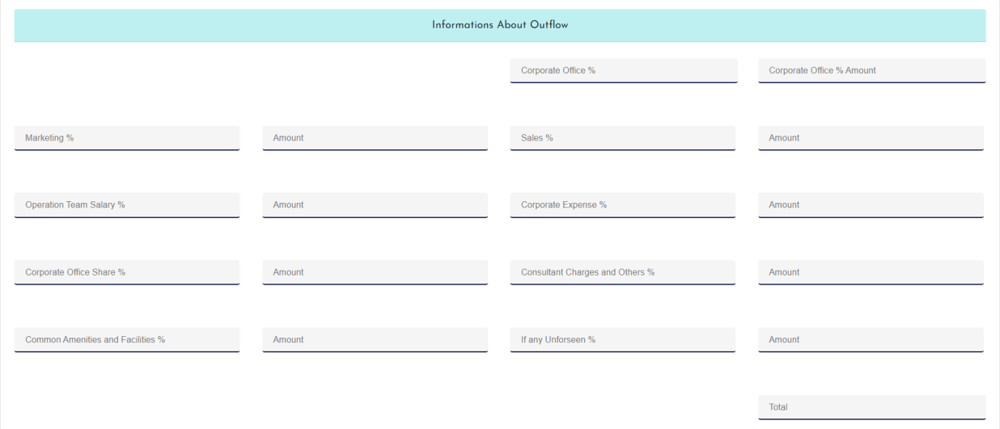 Informations About Outflow
Corporate Office % Corporate Office % Amount
Marketing % Amount Sales % Amount
Operation Team Salary % Amount Corporate Expense % Amount
Corporate Office Share % Amount Consultant Charges and Others % Amount
Common Amenities and Facilities % Amount If any Unforseen % Amount
Total